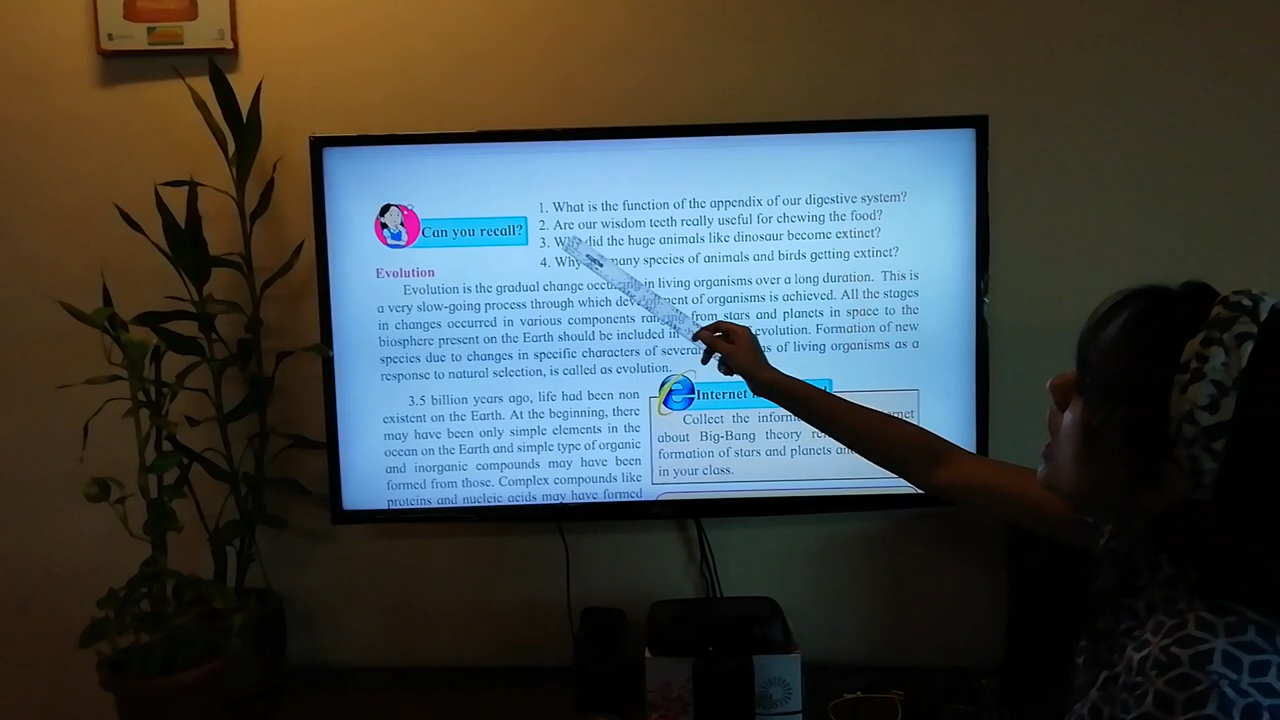 1. What is the function of the appendix of our digestive system?
Can you recall?
2. Are our wisdom teeth really useful for chewing the food?
3. Why did the huge animals like dinosaur become extinct?
4. Why many species of animals and birds getting extinct?
Evolution
Evolution is the gradual change in living organisms over a long duration. This is
a very slow-going process through which development of organisms is achieved. All the stages
in changes occurred in various components ranging from stars and planets in space to the
biosphere present on the Earth should be included in evolution. Formation of new
species due to changes in specific characters of several of living organisms as a
response to natural selection, is called as evolution.
3.5 billion years ago, life had been non
existent on the Earth. At the beginning, there
may have been only simple elements in the
ocean on the Earth and simple type of organic
and inorganic compounds may have been
formed from those. Complex compounds like
proteins and nucleic acids may have formed
Internet
Collect the
about Big-Bang theory
formation of stars and planets
in your class.